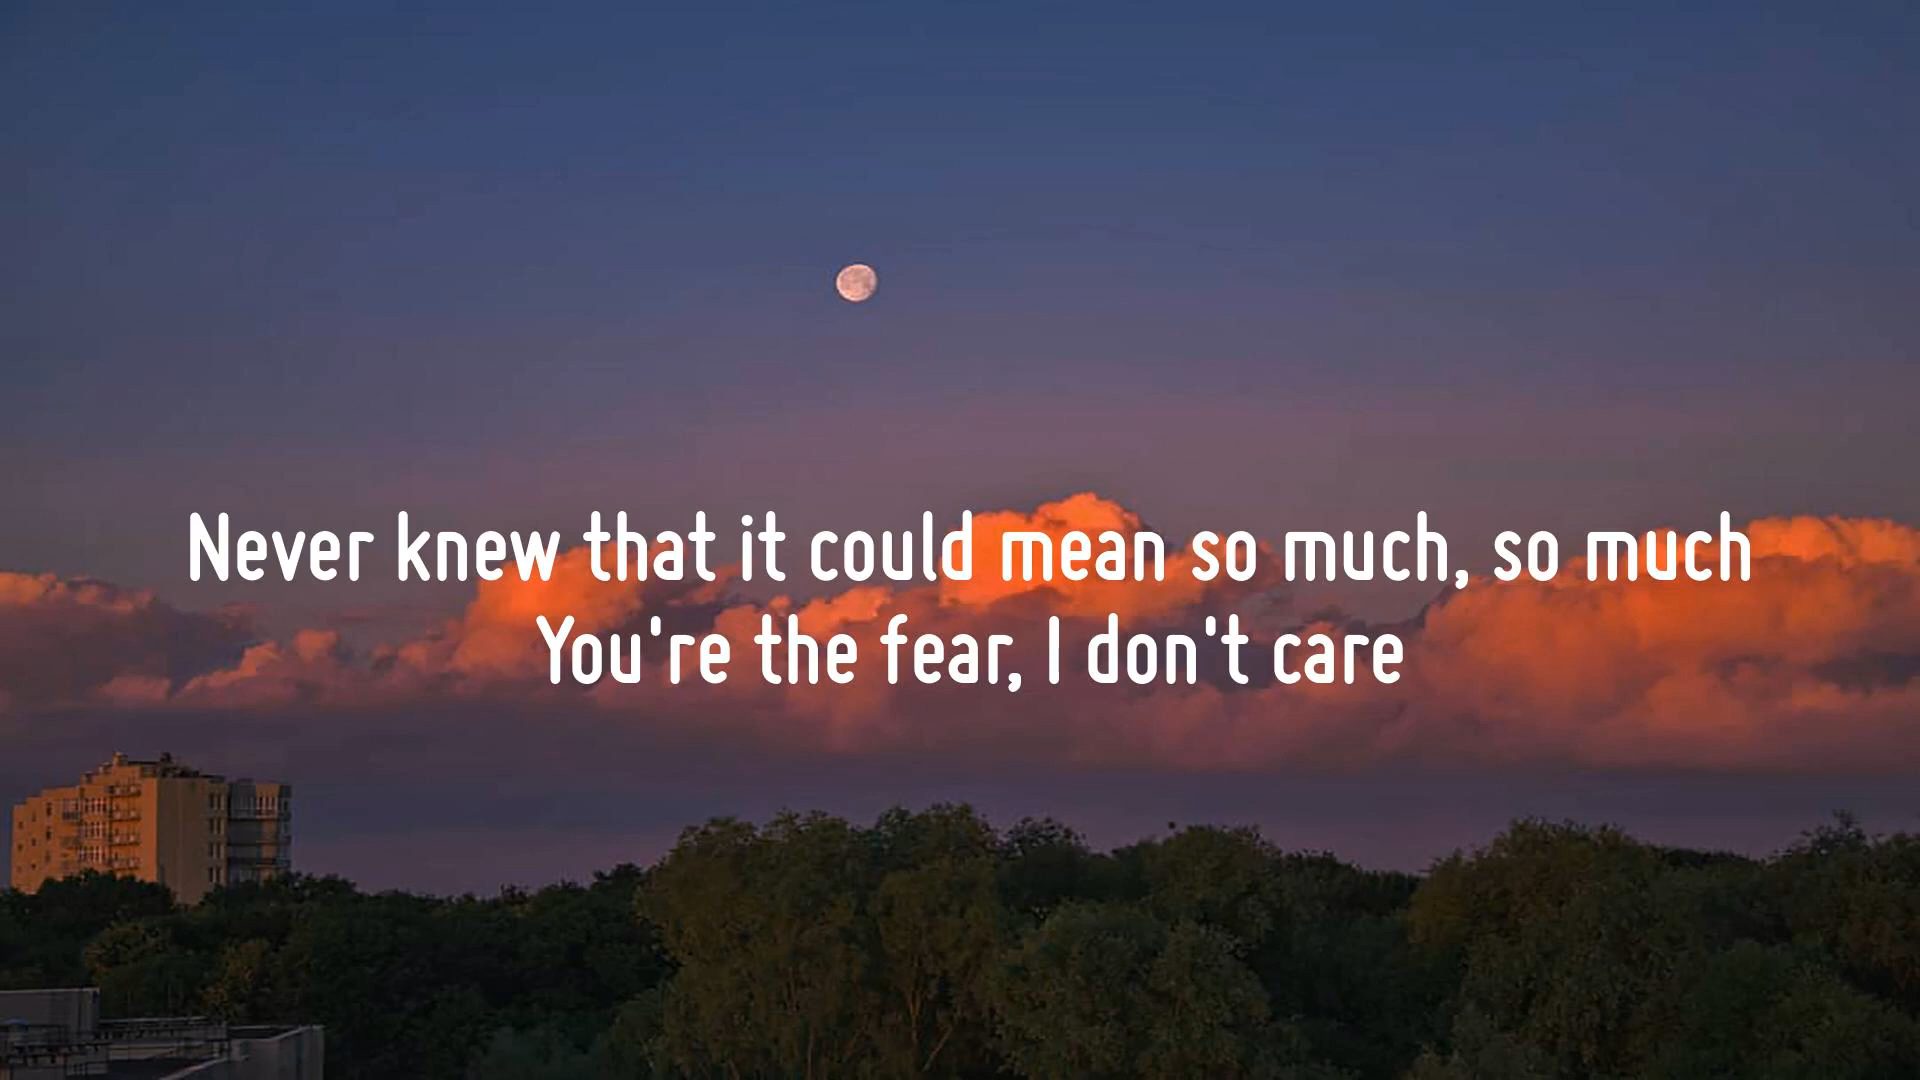 Never knew that it could mean so much, so much
You're the fear, I don't care